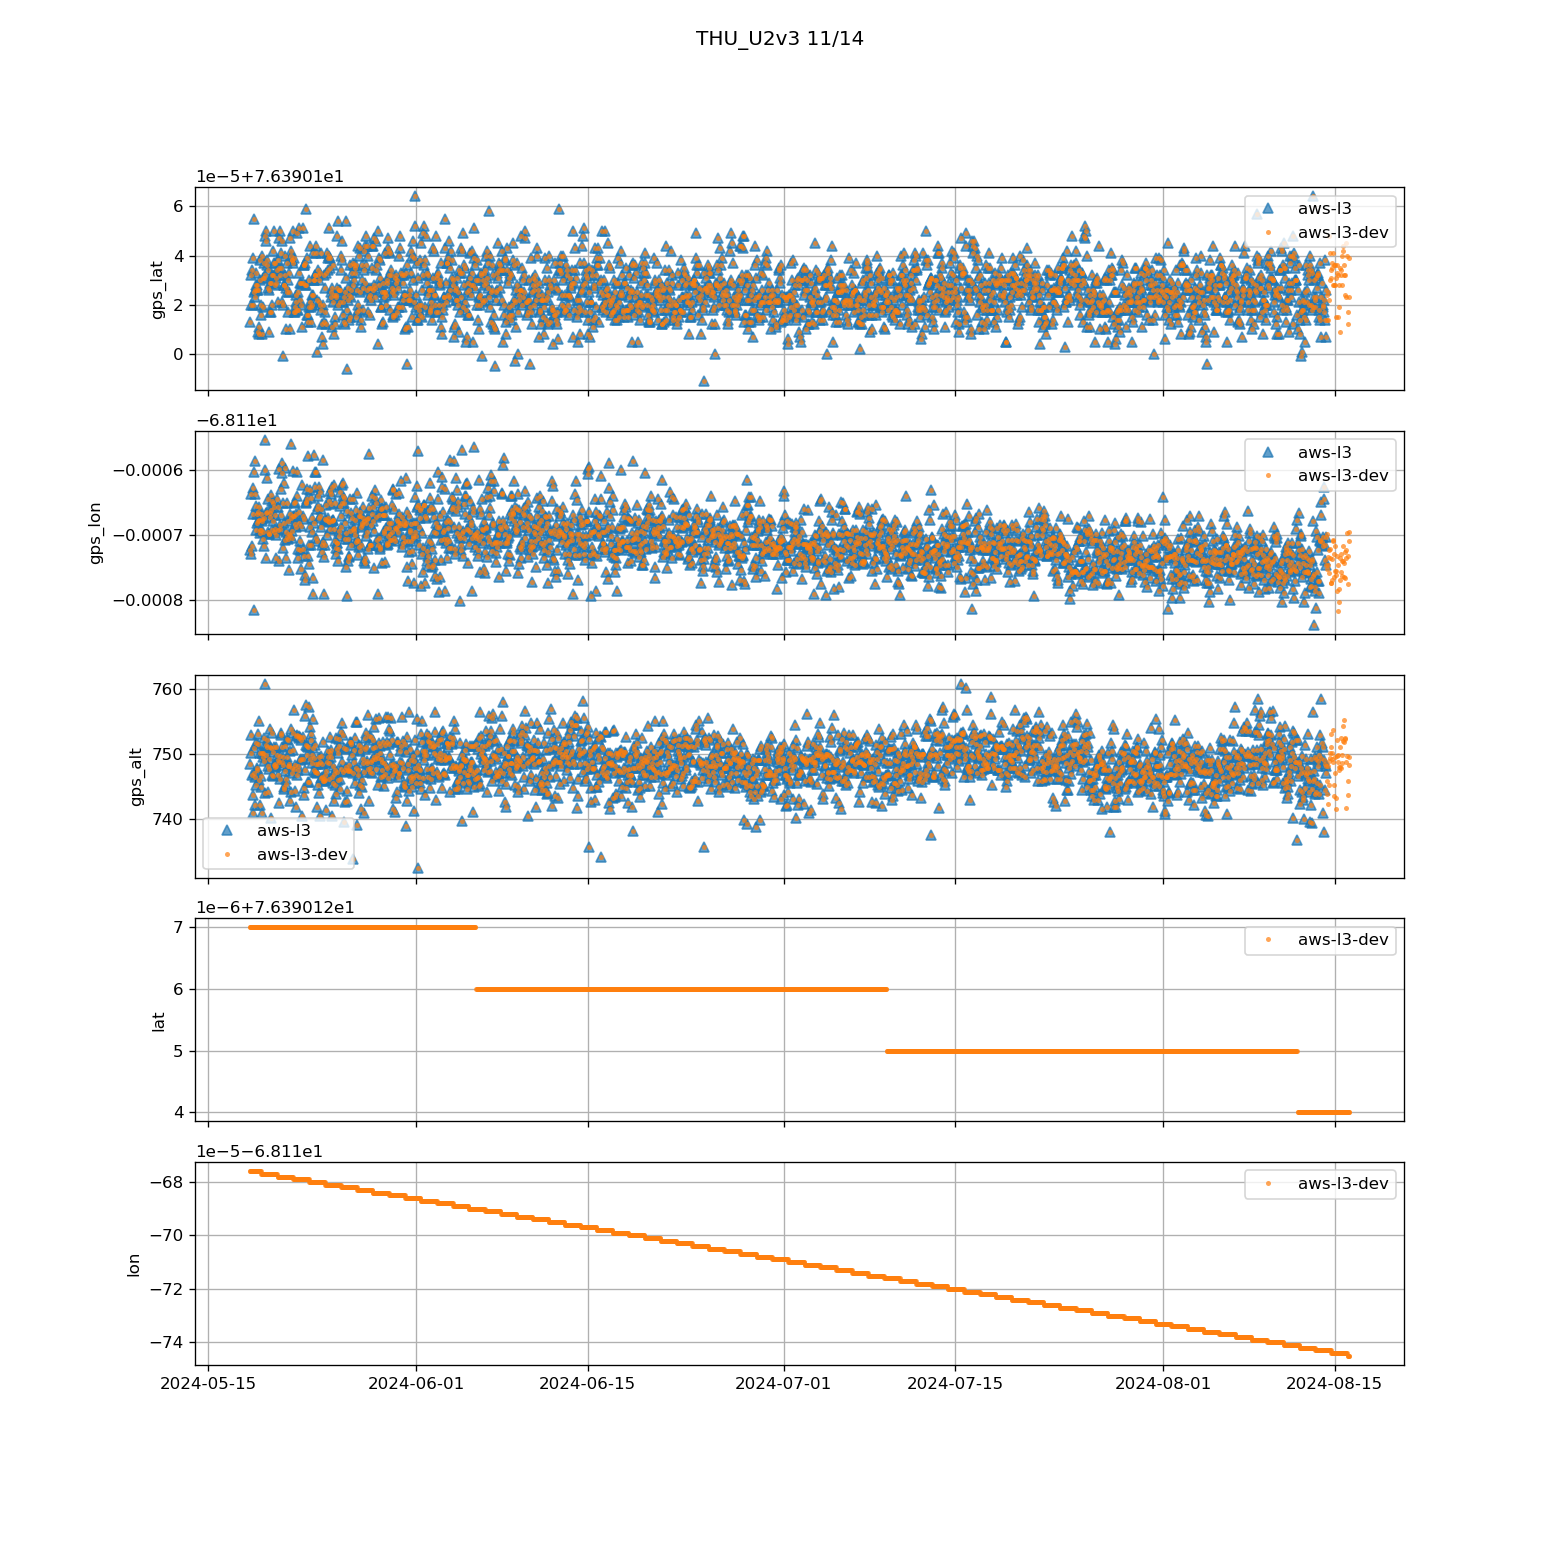 THU_U2v3 11/14
1e−5+7.63901e1
6
4
2
0
gps_lat
aws-l3
aws-l3-dev
−6.811e1
−0.0006
−0.0007
−0.0008
gps_lon
aws-l3
aws-l3-dev
760
750
740
gps_alt
aws-l3
aws-l3-dev
1e−6+7.639012e1
7
6
5
4
lat
aws-l3-dev
1e−5−6.811e1
−68
−70
−72
−74
lon
aws-l3-dev
2024-05-15 2024-06-01 2024-06-15 2024-07-01 2024-07-15 2024-08-01 2024-08-15